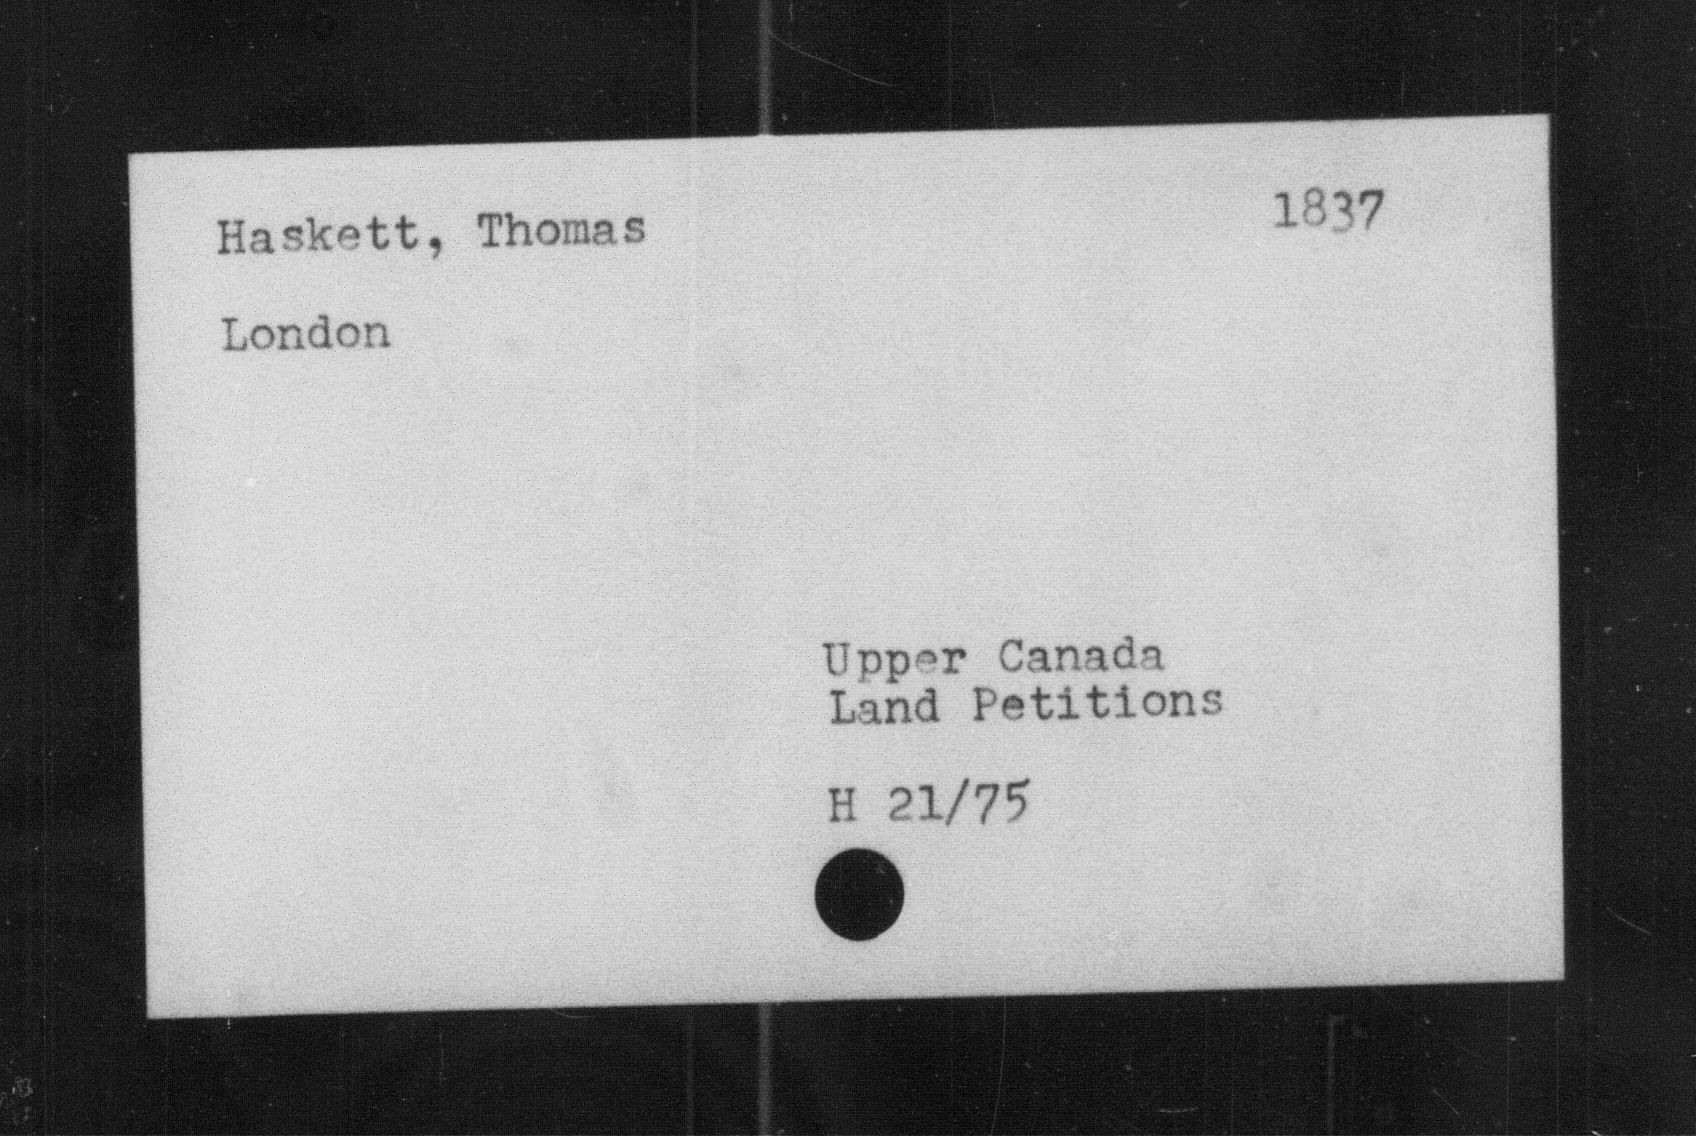 Haskett, Thomas 1837
London
Upper Canada
Land Petitions
H 21/75